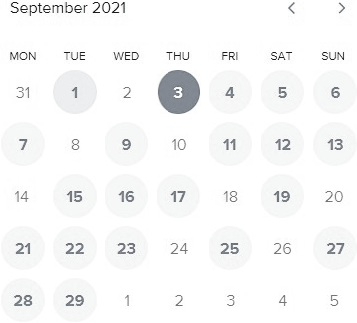 September 2021
MON TUE WED THU FRI SAT SUN
31 1 2 3 4 5 6
7 8 9 10 11 12 13
14 15 16 17 18 19 20
21 22 23 24 25 26 27
28 29 1 2 3 4 5